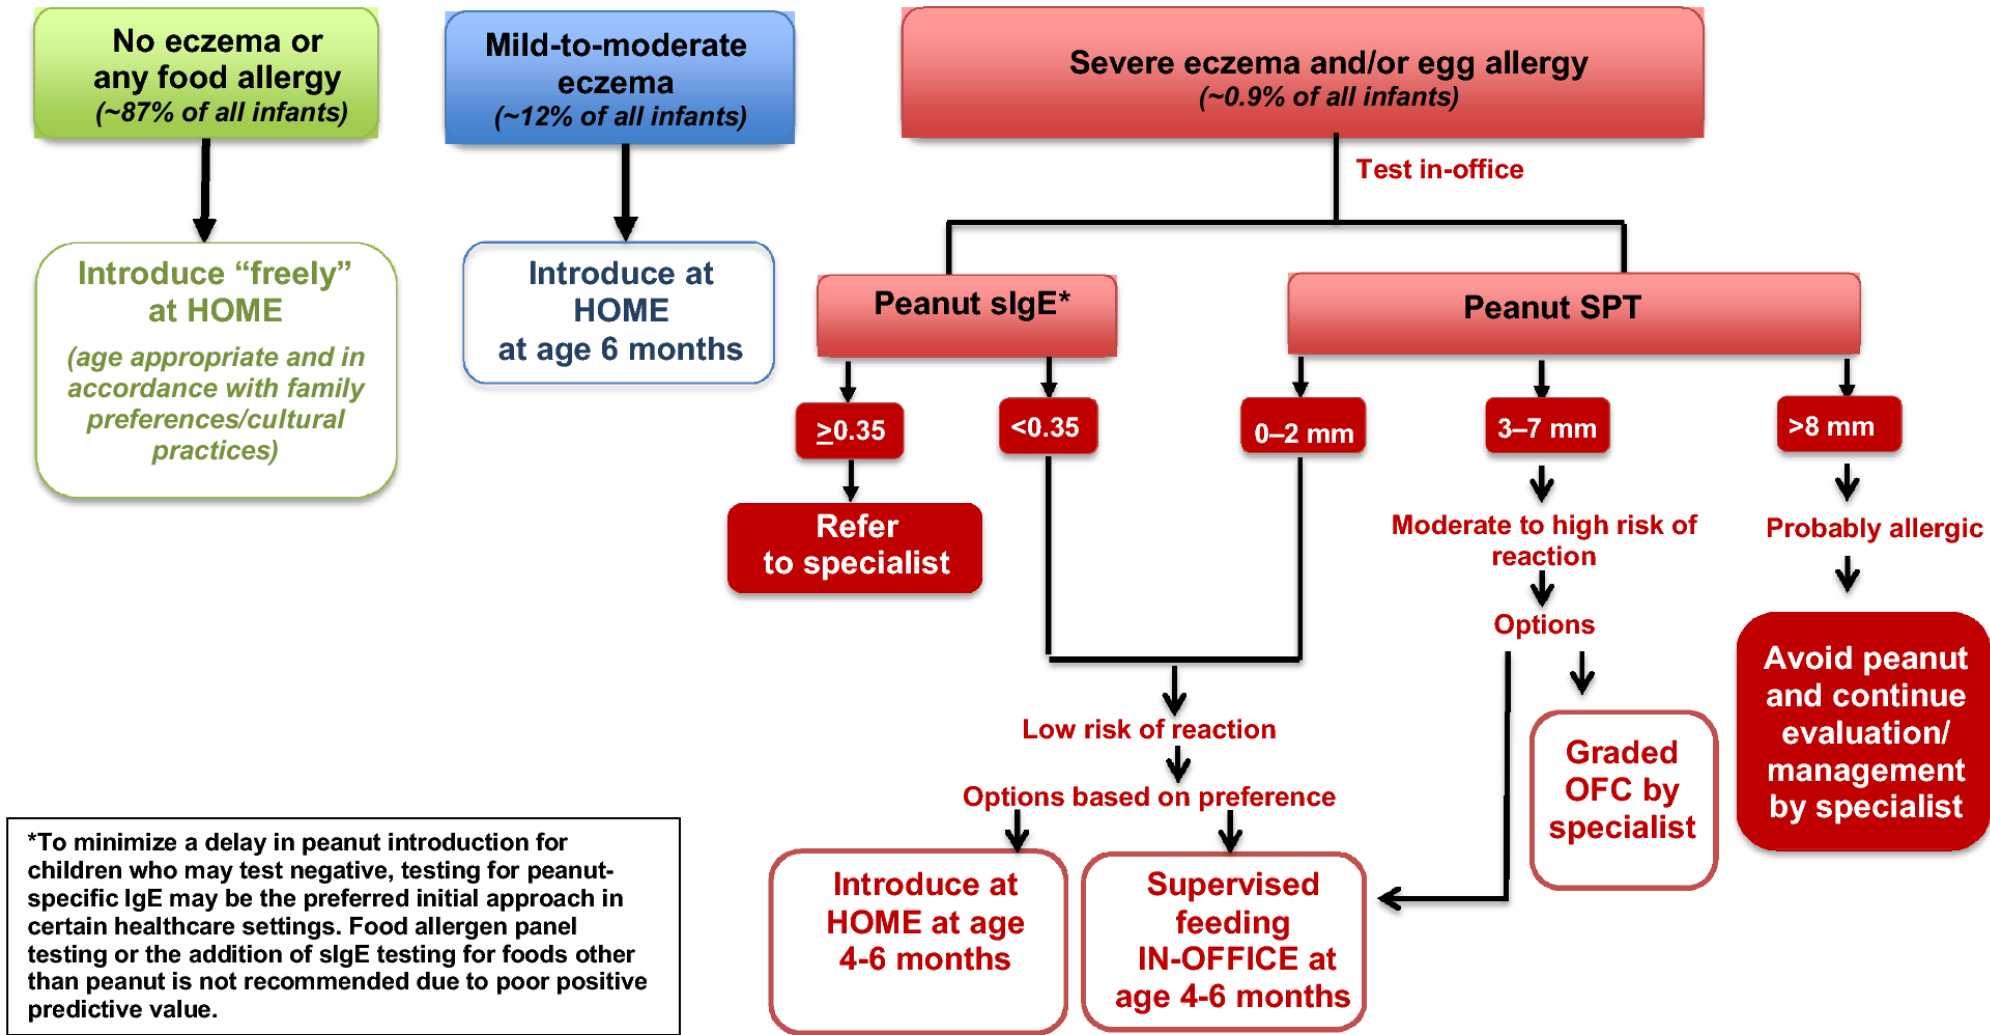 No eczema or
any food allergy
(~87% of all infants)
Introduce “freely”
at HOME
(age appropriate and in
accordance with family
preferences/cultural
practices)
Mild-to-moderate
eczema
(~12% of all infants)
Introduce at
HOME
at age 6 months
Severe eczema and/or egg allergy
(~0.9% of all infants)
Test in-office
Peanut sIgE*
≥0.35
<0.35
Refer
to specialist
Peanut SPT
0–2 mm
3–7 mm
>8 mm
Low risk of reaction
Options based on preference
Introduce at
HOME at age
4-6 months
Supervised
feeding
IN-OFFICE at
age 4-6 months
Moderate to high risk of
reaction
Options
Graded
OFC by
specialist
Probably allergic
Avoid peanut
and continue
evaluation/
management
by specialist
*To minimize a delay in peanut introduction for
children who may test negative, testing for peanut-
specific IgE may be the preferred initial approach in
certain healthcare settings. Food allergen panel
testing or the addition of sIgE testing for foods other
than peanut is not recommended due to poor positive
predictive value.